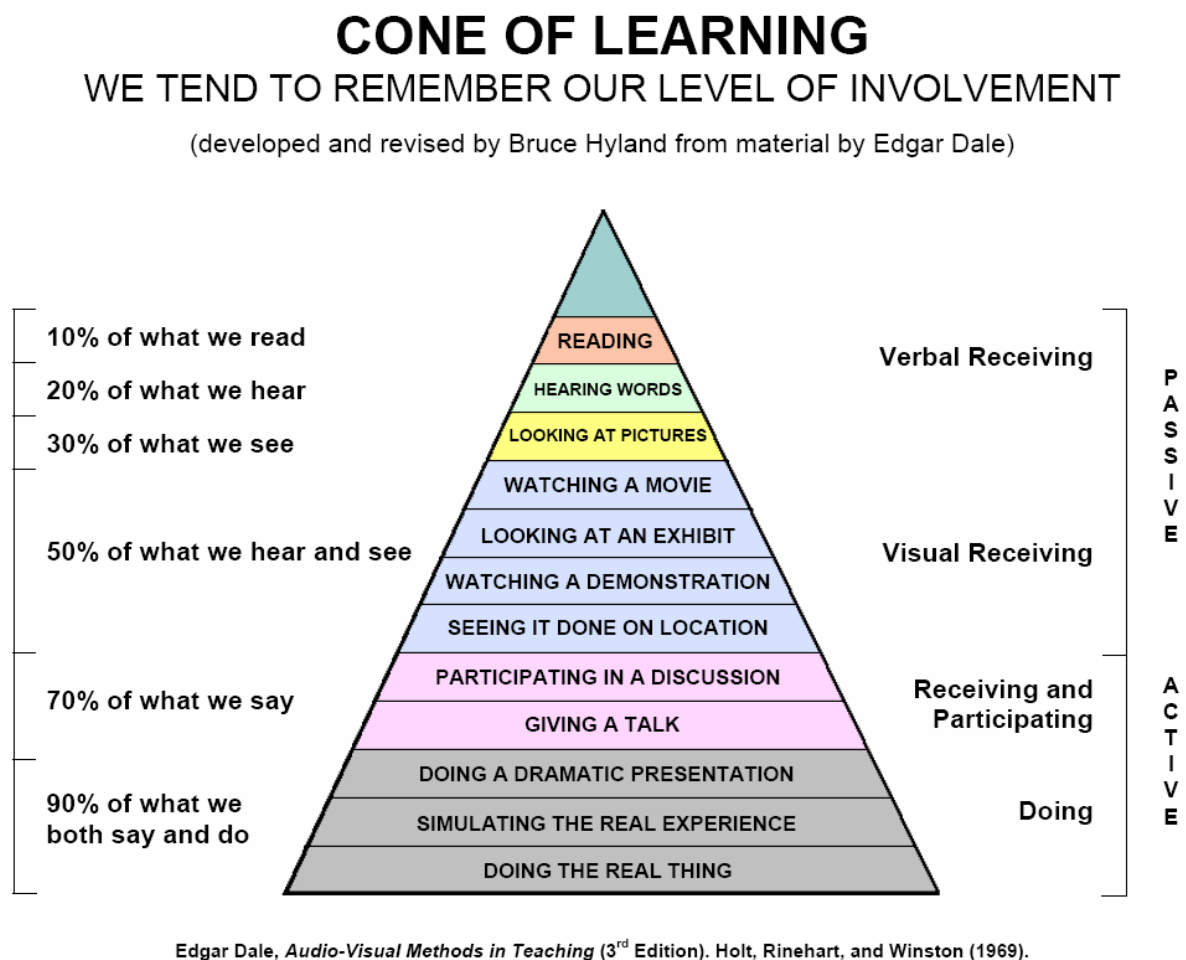 CONE OF LEARNING
WE TEND TO REMEMBER OUR LEVEL OF INVOLVEMENT
(developed and revised by Bruce Hyland from material by Edgar Dale)
10% of what we read
20% of what we hear
30% of what we see
50% of what we hear and see
70% of what we say
90% of what we
both say and do
READING
HEARING WORDS
LOOKING AT PICTURES
WATCHING A MOVIE
LOOKING AT AN EXHIBIT
WATCHING A DEMONSTRATION
SEEING IT DONE ON LOCATION
PARTICIPATING IN A DISCUSSION
GIVING A TALK
DOING A DRAMATIC PRESENTATION
SIMULATING THE REAL EXPERIENCE
DOING THE REAL THING
Verbal Receiving
Visual Receiving
Receiving and
Participating
Doing
PASSIVE
ACTIVE
Edgar Dale, Audio-Visual Methods in Teaching (3rd Edition). Holt, Rinehart, and Winston (1969).